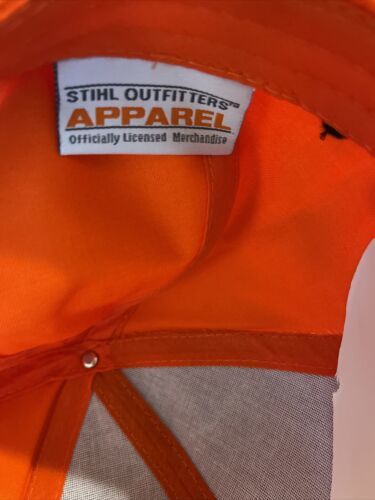 STIHL OUTFITTERS™
APPAREL
Officially Licensed Merchandise